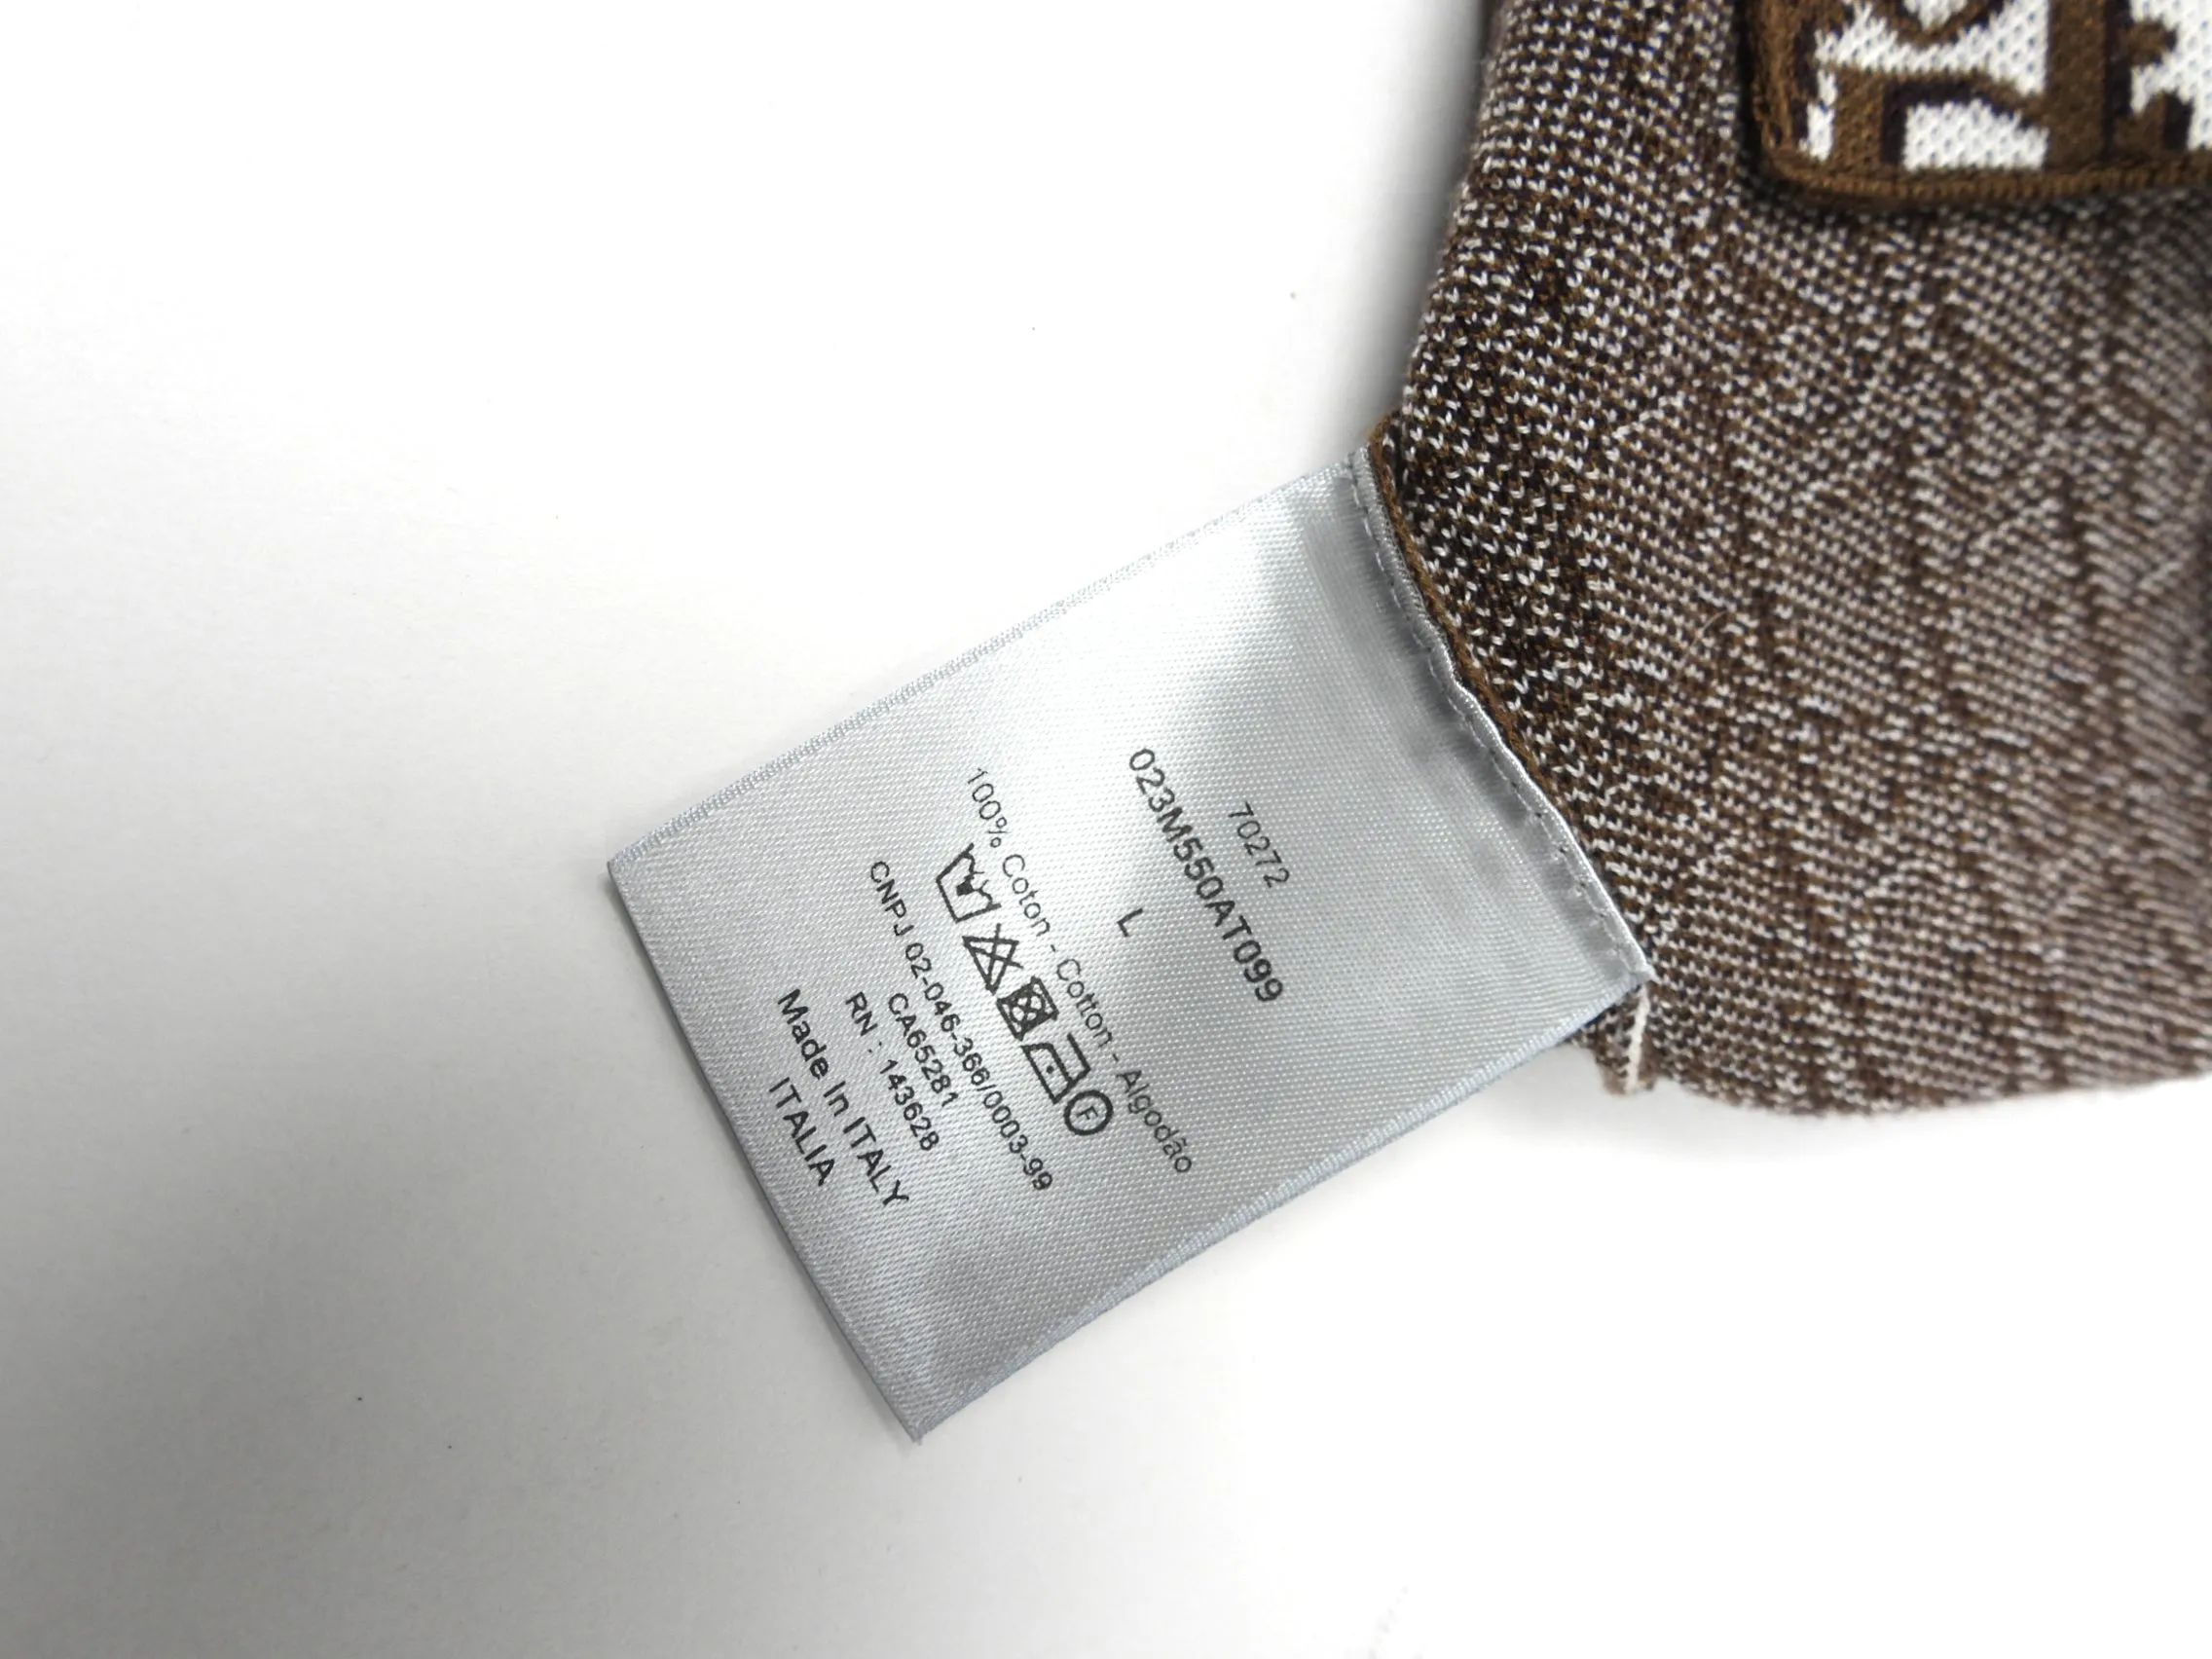 70272
023M550AT099
L
100% Coton - Cotton - Algodão
F
CNPJ 02-046-366/0003-99
CA65281
RN : 143628
Made In ITALY
ITALIA